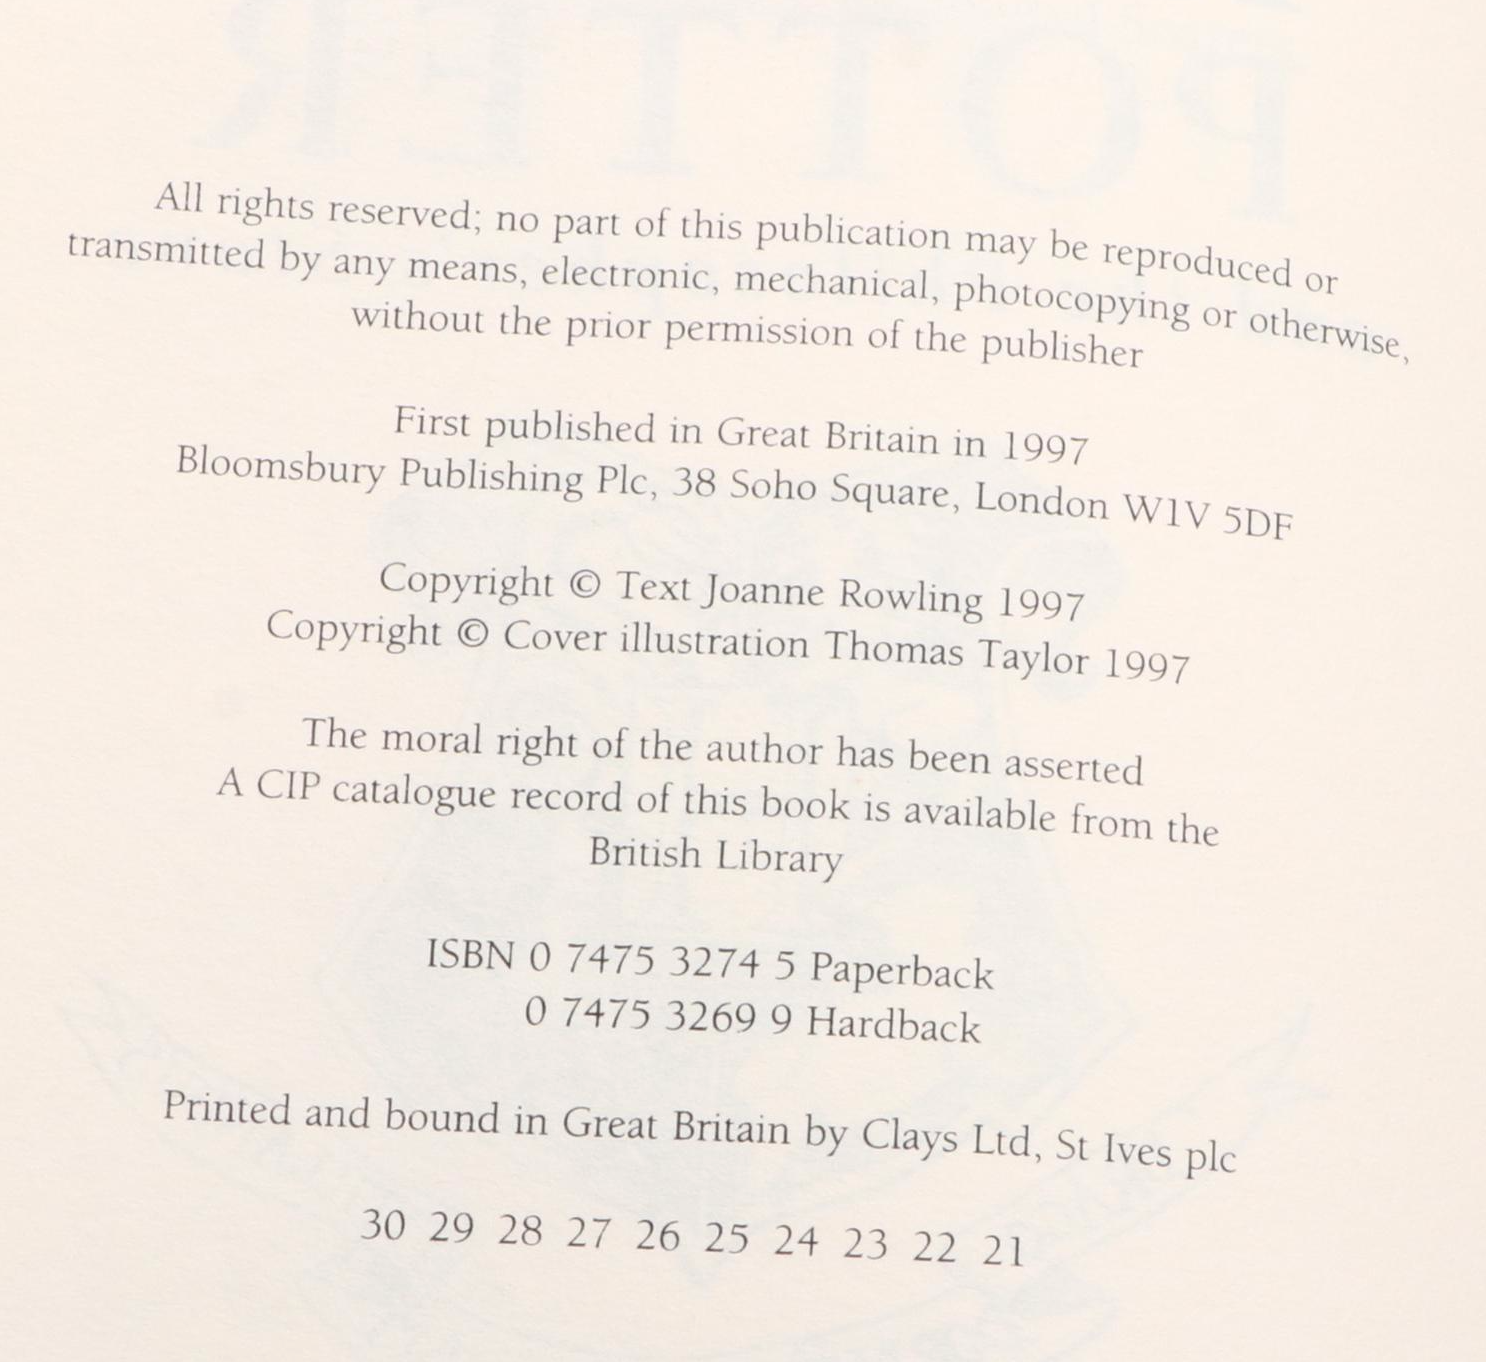 All rights reserved; no part of this publication may be reproduced or
transmitted by any means, electronic, mechanical, photocopying or otherwise,
without the prior permission of the publisher
First published in Great Britain in 1997
Bloomsbury Publishing Plc, 38 Soho Square, London W1V 5DF
Copyright © Text Joanne Rowling 1997
Copyright © Cover illustration Thomas Taylor 1997
The moral right of the author has been asserted
A CIP catalogue record of this book is available from the
British Library
ISBN 0 7475 3274 5 Paperback
0 7475 3269 9 Hardback
Printed and bound in Great Britain by Clays Ltd, St Ives plc
30 29 28 27 26 25 24 23 22 21